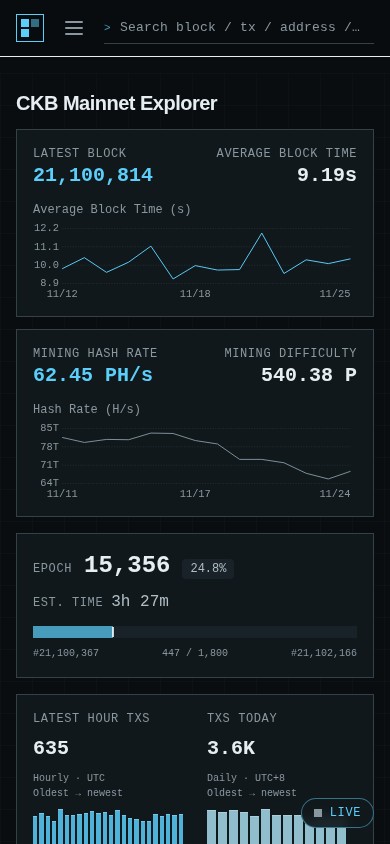 > Search block / tx / address /…
CKB Mainnet Explorer
LATEST BLOCK
AVERAGE BLOCK TIME
21,100,814
9.19s
Average Block Time (s)
12.2
11.1
10.0
8.9
11/12
11/18
11/25
MINING HASH RATE
MINING DIFFICULTY
62.45 PH/s
540.38 P
Hash Rate (H/s)
85T
78T
71T
64T
11/11
11/17
11/24
EPOCH 15,356 24.8%
EST. TIME 3h 27m
#21,100,367
447 / 1,800
#21,102,166
LATEST HOUR TXS
TXS TODAY
635
3.6K
Hourly · UTC
Daily · UTC+8
Oldest → newest
Oldest → newest
LIVE